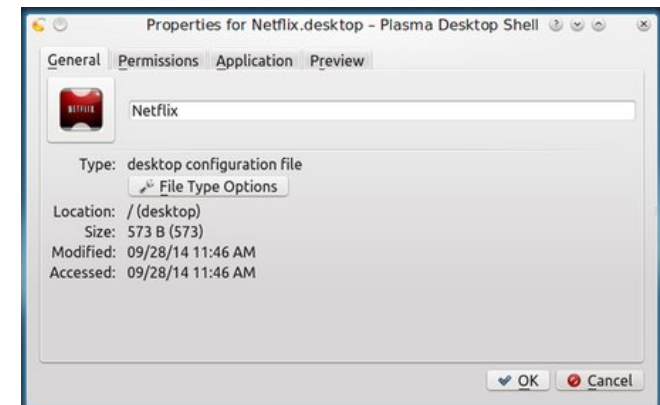 Properties for Netflix.desktop – Plasma Desktop Shell
General Permissions Application Preview
NETFLIX
Netflix
Type: desktop configuration file
File Type Options
Location: / (desktop)
Size: 573 B (573)
Modified: 09/28/14 11:46 AM
Accessed: 09/28/14 11:46 AM
OK Cancel